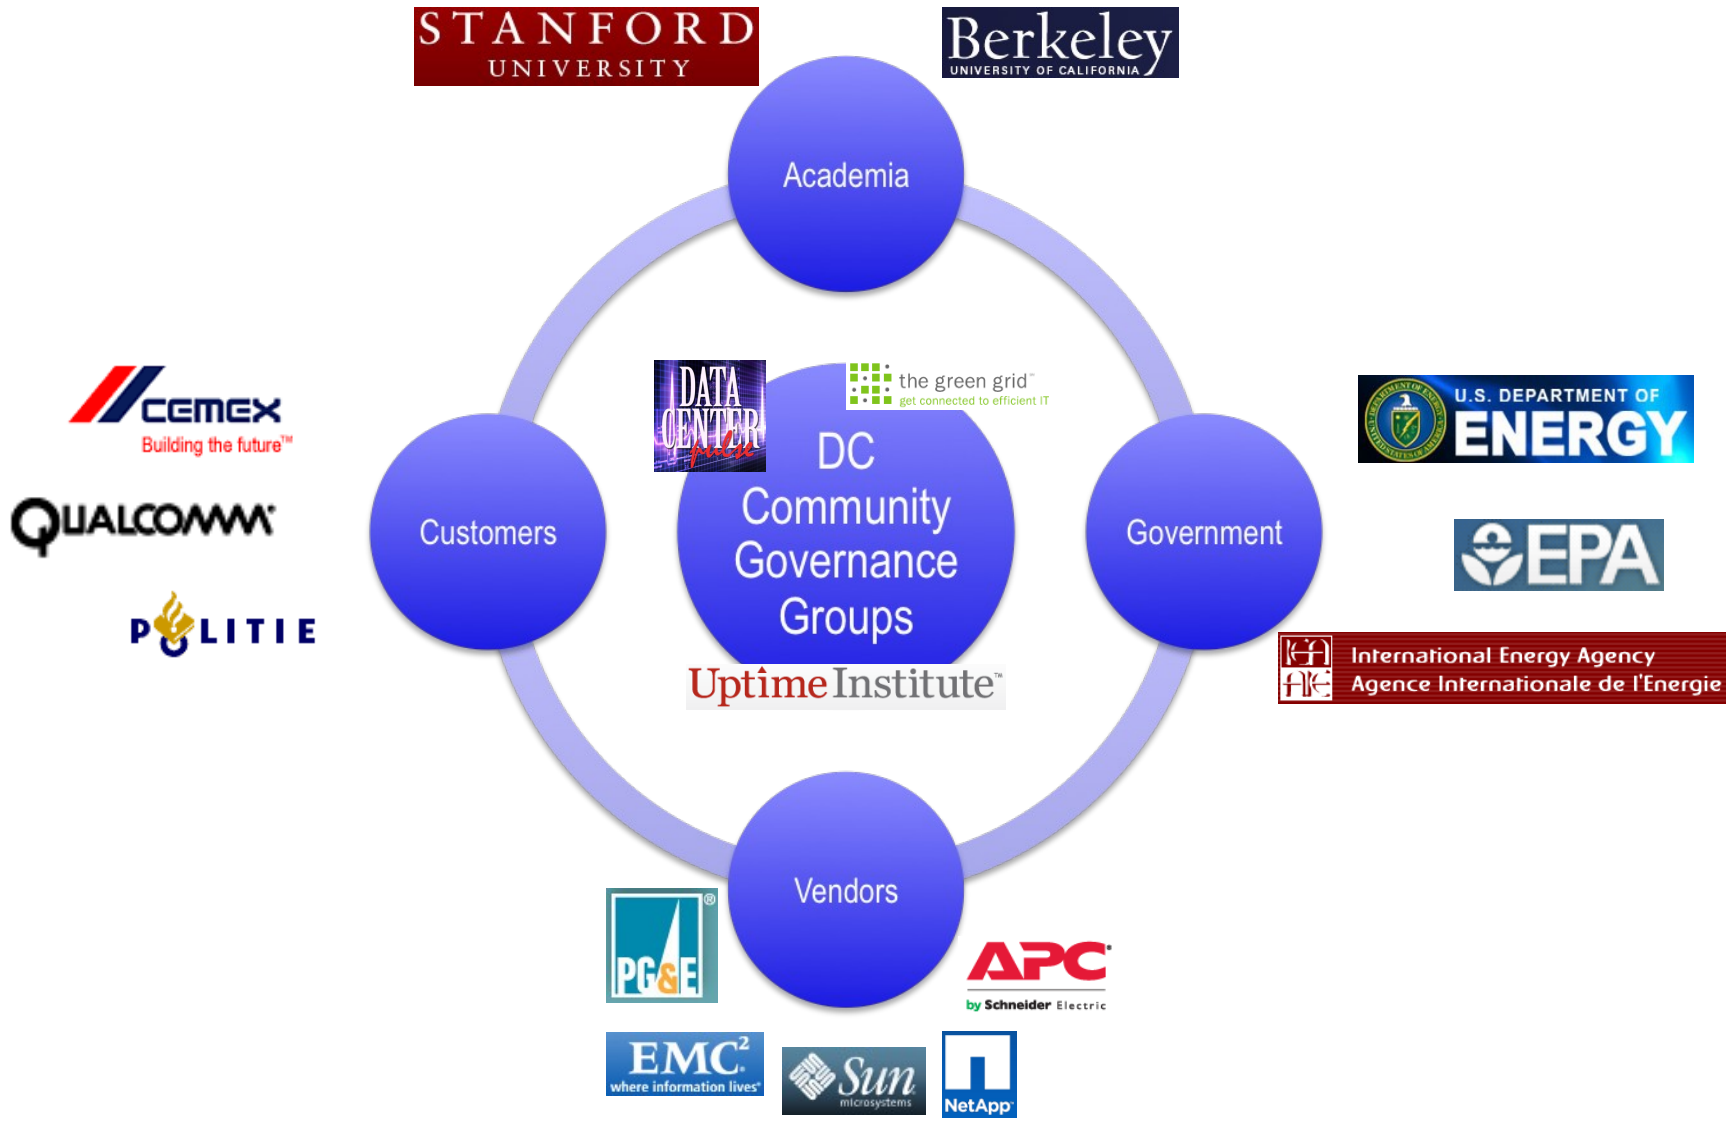 STANFORD
UNIVERSITY
Berkeley
UNIVERSITY OF CALIFORNIA
Academia
CEMEX
Building the future™
QUALCOMM
POLITIE
Customers
DATA
CENTER
pulse
the green grid
get connected to efficient IT
DC
Community
Governance
Groups
Uptime Institute™
Government
U.S. DEPARTMENT OF
ENERGY
EPA
International Energy Agency
Agence Internationale de l'Energie
Vendors
PG&E®
APC
by Schneider Electric
EMC²
where information lives®
Sun
microsystems
NetApp